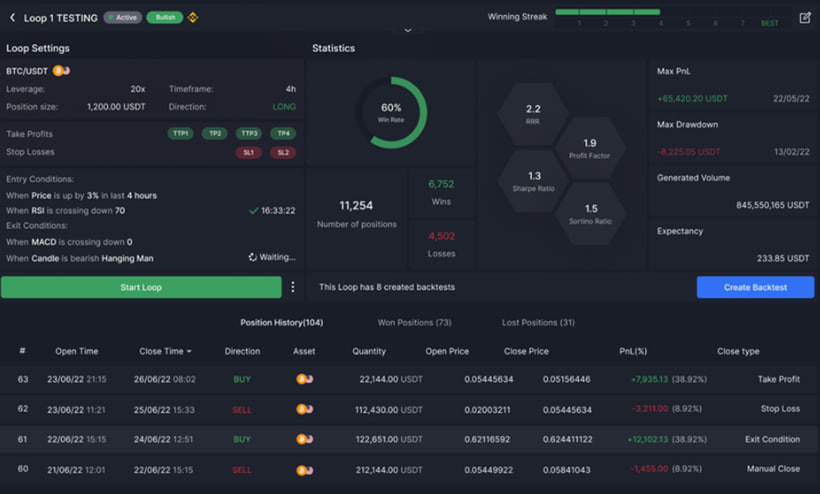 Loop 1 TESTING Active Bullish
Winning Streak 1 2 3 4 5 6 7 BEST
Loop Settings
BTC/USDT
Leverage: 20x Timeframe: 4h
Position size: 1,200.00 USDT Direction: LONG
Take Profits TTP1 TP2 TTP3 TP4
Stop Losses SL1 SL2
Entry Conditions:
When Price is up by 3% in last 4 hours
When RSI is crossing down 70 16:33:22
Exit Conditions:
When MACD is crossing down 0
When Candle is bearish Hanging Man Waiting...
Statistics
60%
Win Rate
11,254
Number of positions
6,752
Wins
4,502
Losses
2.2
RRR
1.9
Profit Factor
1.3
Sharpe Ratio
1.5
Sortino Ratio
Max PnL
+65,420.20 USDT 22/05/22
Max Drawdown
-8,225.05 USDT 13/02/22
Generated Volume
845,550,165 USDT
Expectancy
233.85 USDT
Start Loop
This Loop has 8 created backtests
Create Backtest
Position History(104) Won Positions (73) Lost Positions (31)
# Open Time Close Time Direction Asset Quantity Open Price Close Price PnL(%) Close type
63 23/06/22 21:15 26/06/22 08:02 BUY 22,144.00 USDT 0.05445634 0.05156446 +7,935.13 (38.92%) Take Profit
62 23/06/22 11:21 25/06/22 15:33 SELL 112,430.00 USDT 0.02003211 0.05445634 -3,211.00 (8.92%) Stop Loss
61 22/06/22 15:15 24/06/22 12:51 BUY 122,651.00 USDT 0.62116592 0.624411122 +12,102.13 (38.92%) Exit Condition
60 21/06/22 12:01 22/06/22 15:15 SELL 212,144.00 USDT 0.05449922 0.05841043 -1,455.00 (8.92%) Manual Close